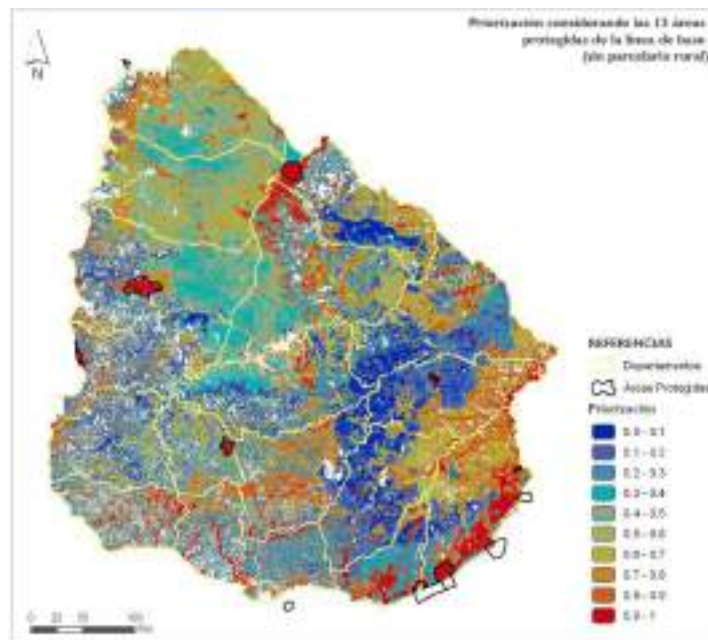 Priorización considerando las 13 áreas
protegidas de la línea de base
(sin parcelario rural)
N
REFERENCIAS
Departamentos
Áreas Protegidas
Priorización
0.0 - 0.1
0.1 - 0.2
0.2 - 0.3
0.3 - 0.4
0.4 - 0.5
0.5 - 0.6
0.6 - 0.7
0.7 - 0.8
0.8 - 0.9
0.9 - 1
0